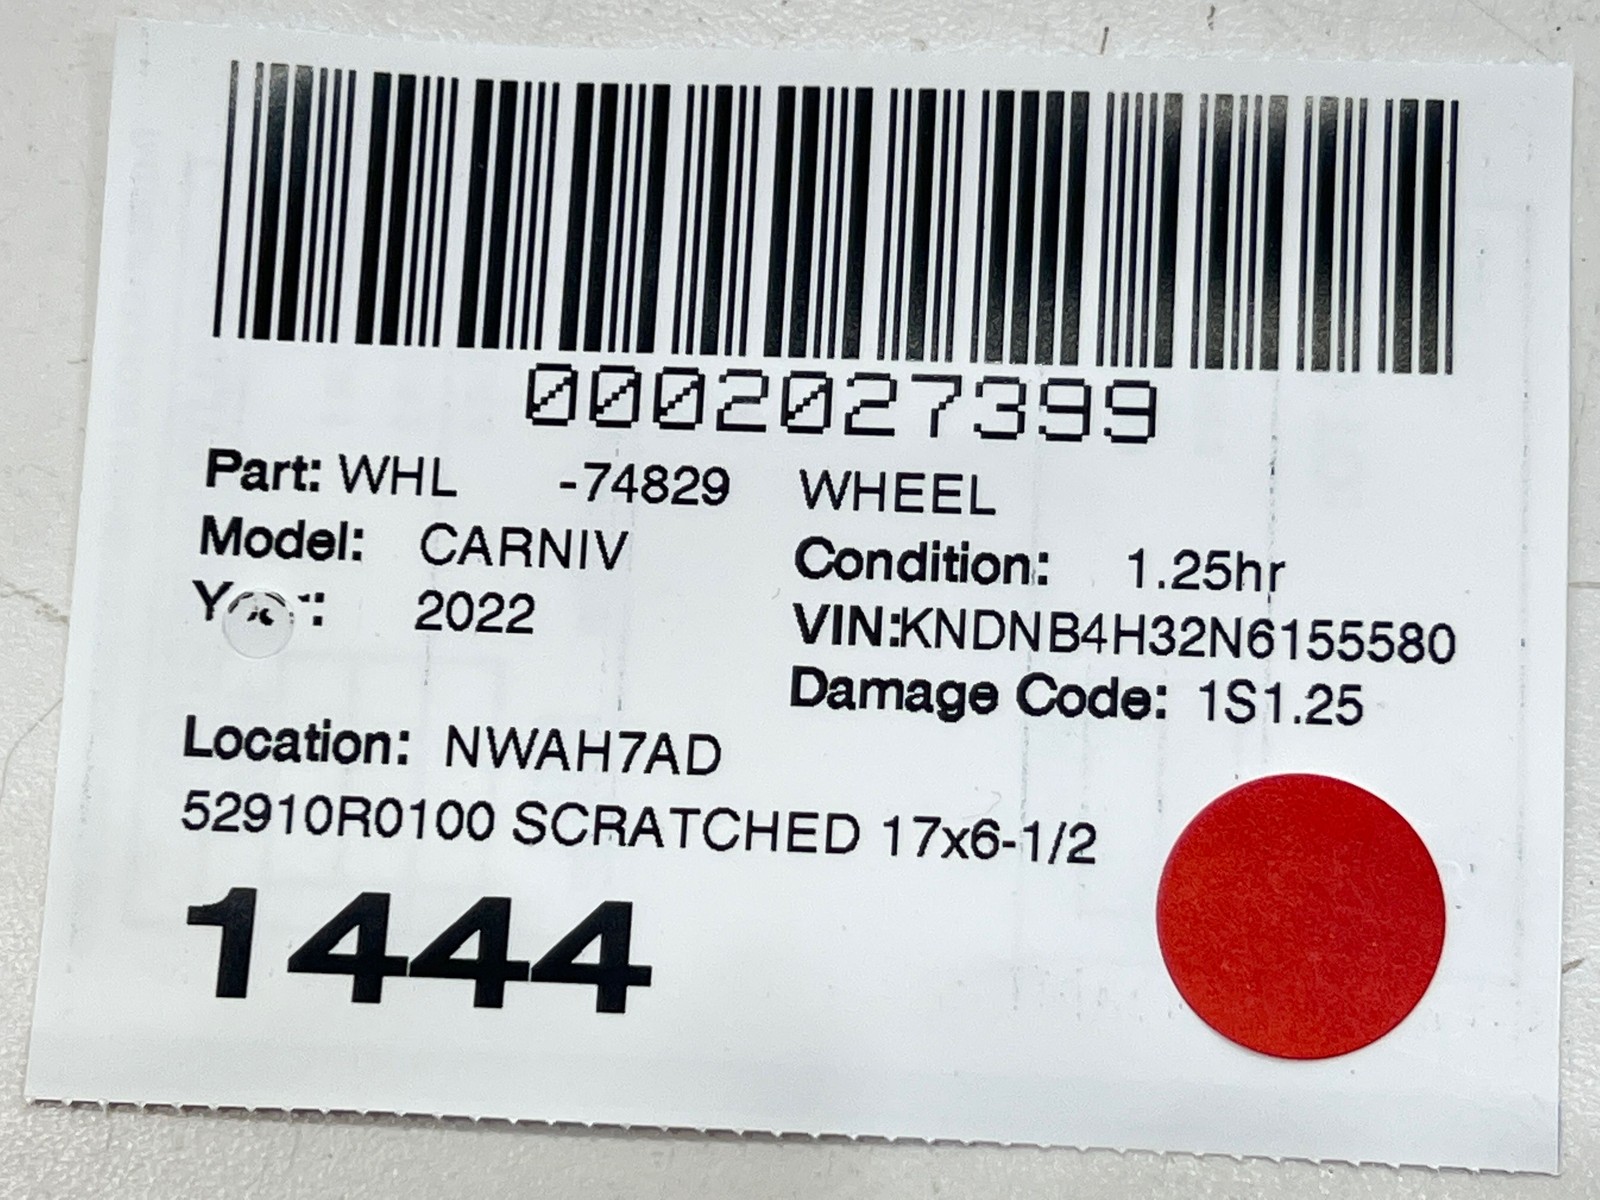 0002027399
Part: WHL -74829 WHEEL
Model: CARNIV
Condition: 1.25hr
2022
VIN:KNDNB4H32N6155580
Damage Code: 1S1.25
Location: NWAH7AD
52910R0100 SCRATCHED 17x6-1/2
1444